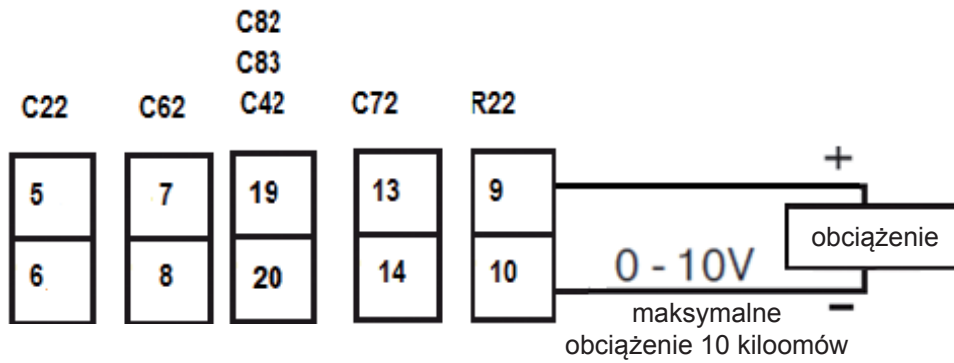 C82
C83
C22 C62 C42 C72 R22
5 7 19 13 9 +
obciążenie
6 8 20 14 10 0 - 10V −
maksymalne
obciążenie 10 kiloomów